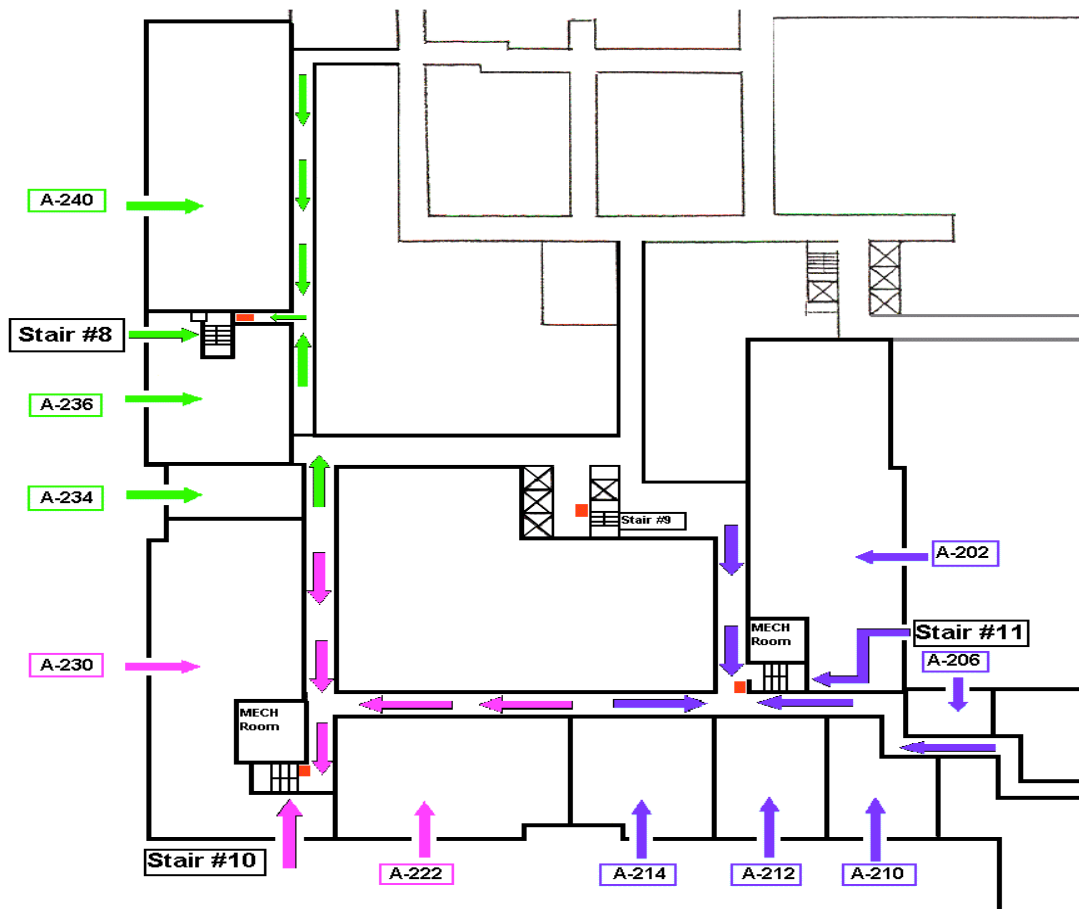 A-240
Stair #8
A-236
A-234
Stair #9
A-202
MECH
Room
Stair #11
A-206
A-230
MECH
Room
Stair #10
A-222
A-214
A-212
A-210